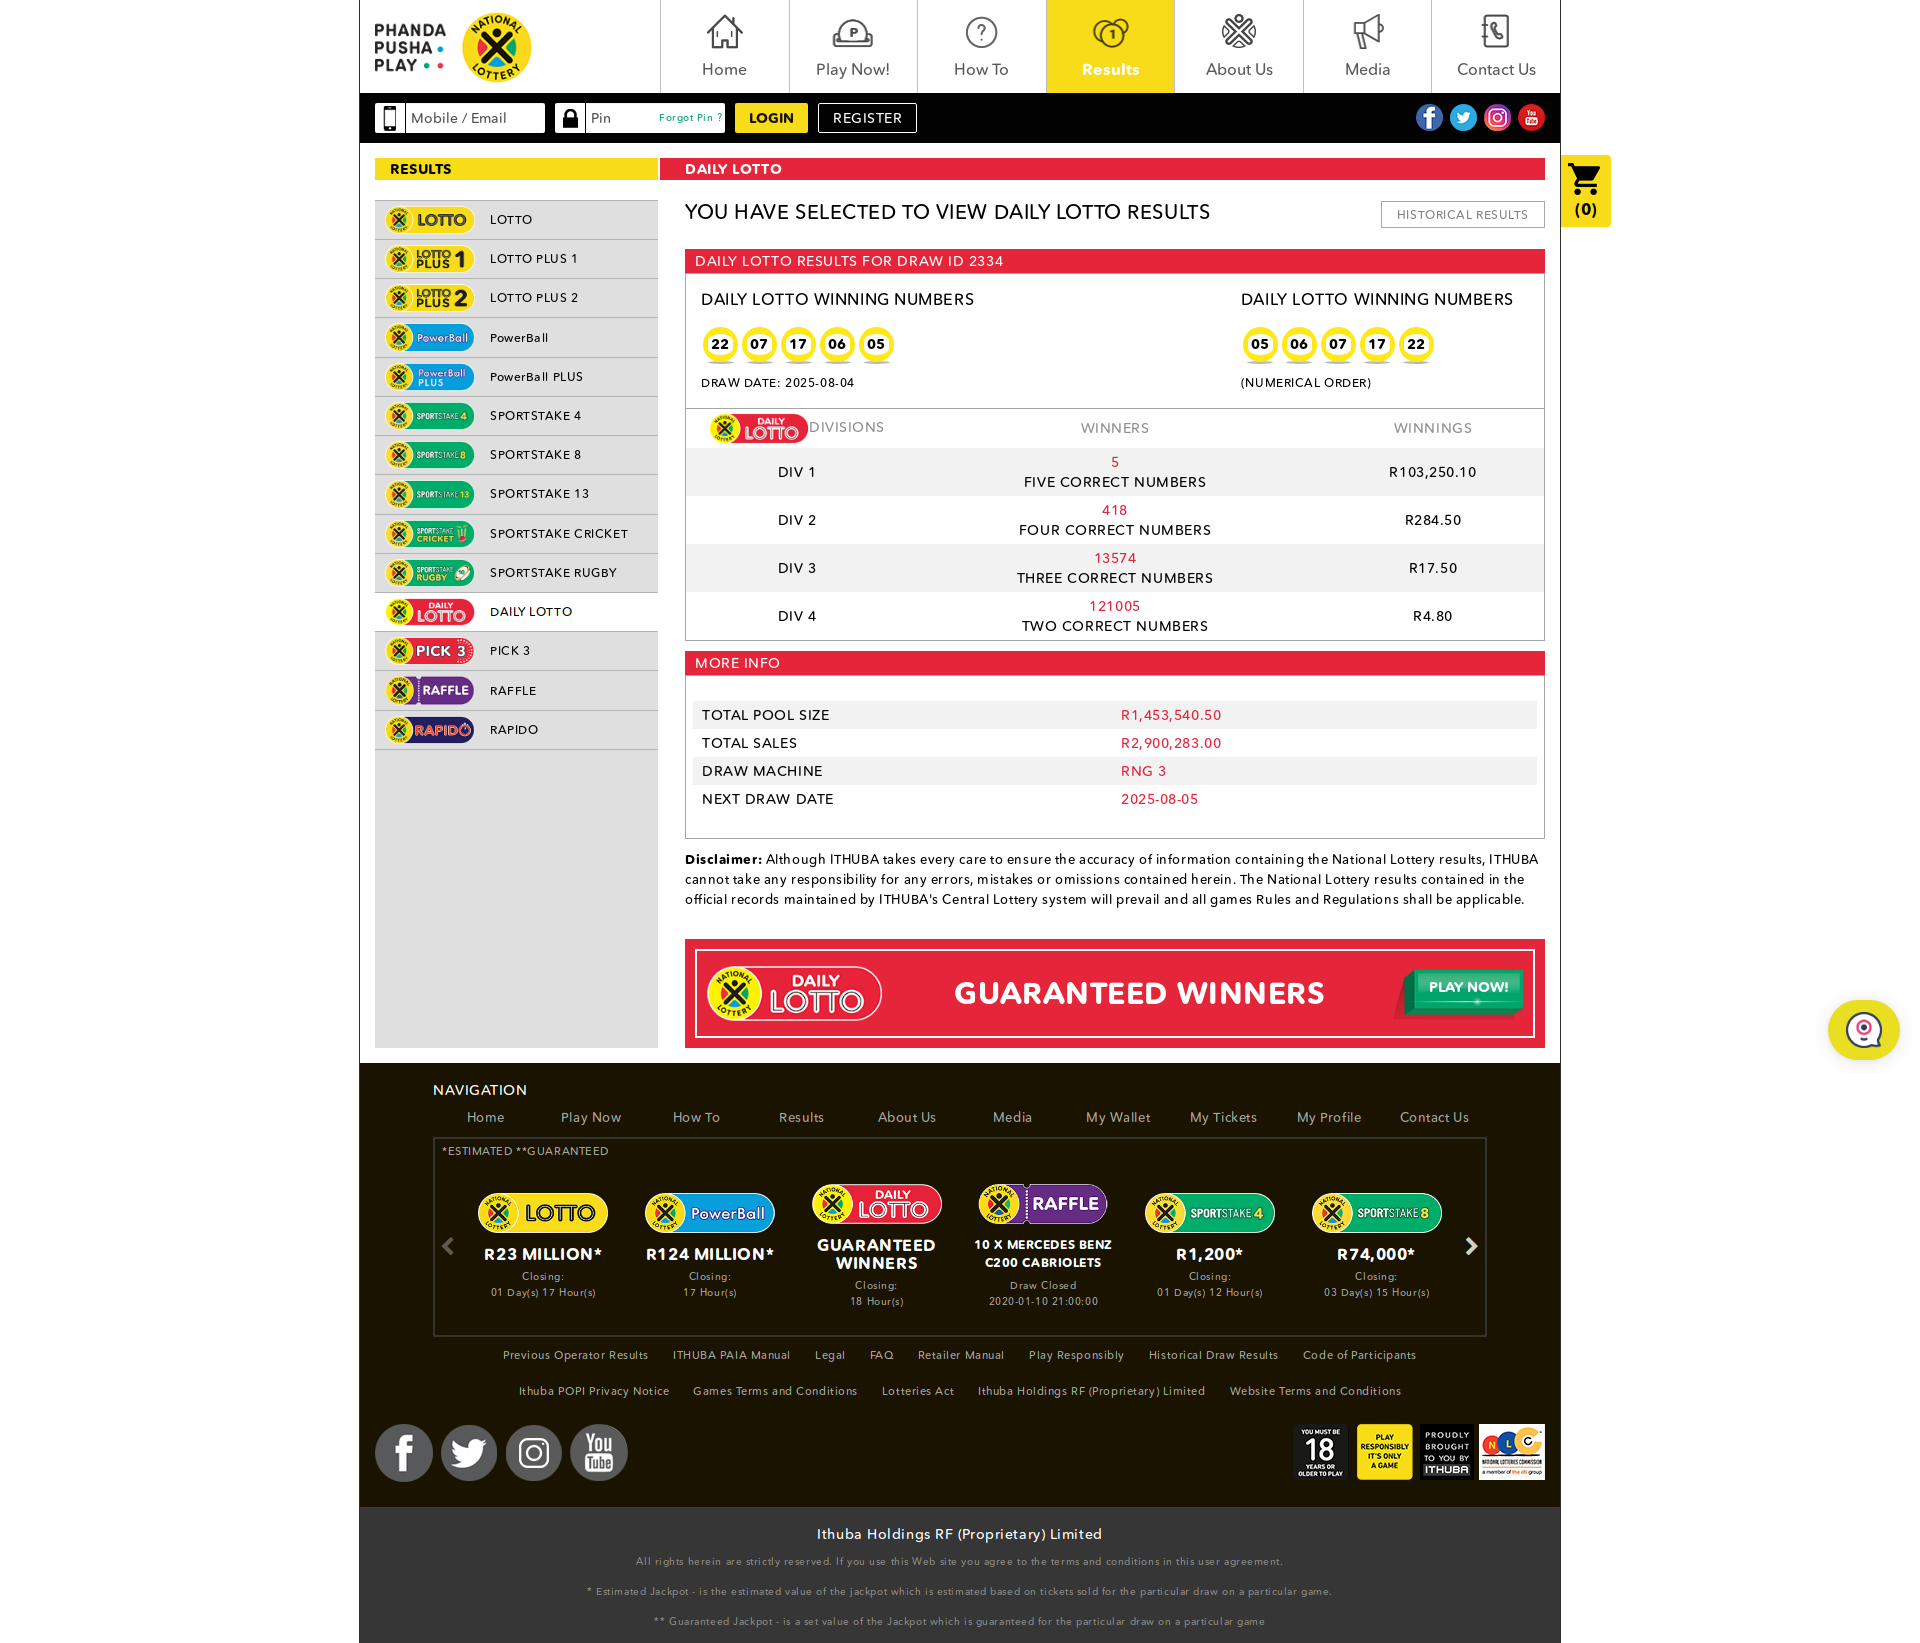 PHANDA
PUSHA
PLAY
NATIONAL
LOTTERY
Home
Play Now!
How To
Results
About Us
Media
Contact Us
Mobile / Email
Pin
Forgot Pin ?
LOGIN
REGISTER
You
Tube
RESULTS
LOTTO LOTTO
LOTTO PLUS 1 LOTTO PLUS 1
LOTTO PLUS 2 LOTTO PLUS 2
PowerBall PowerBall
PowerBall PLUS PowerBall PLUS
SPORTSTAKE 4 SPORTSTAKE 4
SPORTSTAKE 8 SPORTSTAKE 8
SPORTSTAKE 13 SPORTSTAKE 13
SPORTSTAKE CRICKET SPORTSTAKE CRICKET
SPORTSTAKE RUGBY SPORTSTAKE RUGBY
DAILY LOTTO DAILY LOTTO
PICK 3 PICK 3
RAFFLE RAFFLE
RAPIDO RAPIDO
DAILY LOTTO
(0)
YOU HAVE SELECTED TO VIEW DAILY LOTTO RESULTS
HISTORICAL RESULTS
DAILY LOTTO RESULTS FOR DRAW ID 2334
DAILY LOTTO WINNING NUMBERS
22 07 17 06 05
DRAW DATE: 2025-08-04
DAILY LOTTO WINNING NUMBERS
05 06 07 17 22
(NUMERICAL ORDER)
DAILY LOTTO DIVISIONS WINNERS WINNINGS
DIV 1 5 FIVE CORRECT NUMBERS R103,250.10
DIV 2 418 FOUR CORRECT NUMBERS R284.50
DIV 3 13574 THREE CORRECT NUMBERS R17.50
DIV 4 121005 TWO CORRECT NUMBERS R4.80
MORE INFO
TOTAL POOL SIZE R1,453,540.50
TOTAL SALES R2,900,283.00
DRAW MACHINE RNG 3
NEXT DRAW DATE 2025-08-05
Disclaimer: Although ITHUBA takes every care to ensure the accuracy of information containing the National Lottery results, ITHUBA
cannot take any responsibility for any errors, mistakes or omissions contained herein. The National Lottery results contained in the
official records maintained by ITHUBA's Central Lottery system will prevail and all games Rules and Regulations shall be applicable.
NATIONAL LOTTERY DAILY LOTTO
GUARANTEED WINNERS
PLAY NOW!
NAVIGATION
Home Play Now How To Results About Us Media My Wallet My Tickets My Profile Contact Us
*ESTIMATED **GUARANTEED
LOTTO
R23 MILLION*
Closing:
01 Day(s) 17 Hour(s)
PowerBall
R124 MILLION*
Closing:
17 Hour(s)
DAILY LOTTO
GUARANTEED
WINNERS
Closing:
18 Hour(s)
RAFFLE
10 X MERCEDES BENZ
C200 CABRIOLETS
Draw Closed
2020-01-10 21:00:00
SPORTSTAKE 4
R1,200*
Closing:
01 Day(s) 12 Hour(s)
SPORTSTAKE 8
R74,000*
Closing:
03 Day(s) 15 Hour(s)
Previous Operator Results ITHUBA PAIA Manual Legal FAQ Retailer Manual Play Responsibly Historical Draw Results Code of Participants
Ithuba POPI Privacy Notice Games Terms and Conditions Lotteries Act Ithuba Holdings RF (Proprietary) Limited Website Terms and Conditions
You
Tube
YOU MUST BE
18
YEARS OR
OLDER TO PLAY
PLAY
RESPONSIBLY
IT'S ONLY
A GAME
PROUDLY
BROUGHT
TO YOU BY
ITHUBA
NLC
NATIONAL LOTTERIES COMMISSION
a member of the dti group
Ithuba Holdings RF (Proprietary) Limited
All rights herein are strictly reserved. If you use this Web site you agree to the terms and conditions in this user agreement.
* Estimated Jackpot - is the estimated value of the jackpot which is estimated based on tickets sold for the particular draw on a particular game.
** Guaranteed Jackpot - is a set value of the Jackpot which is guaranteed for the particular draw on a particular game